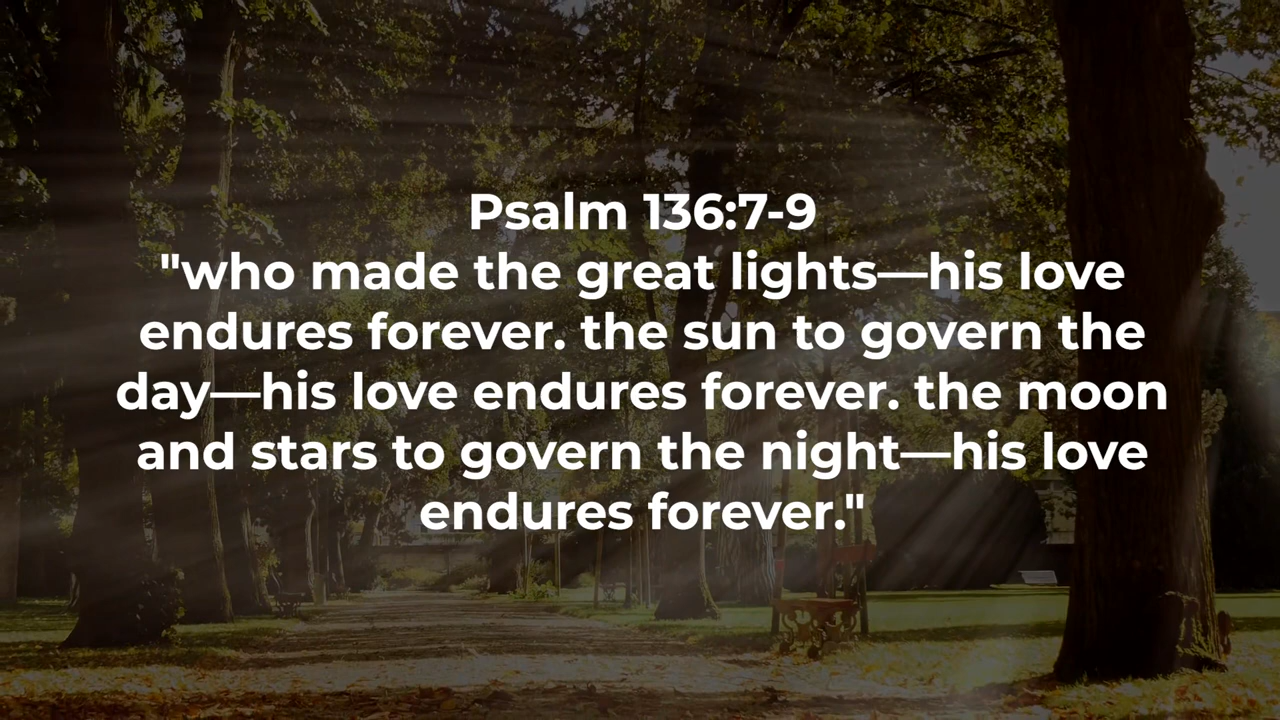 Psalm 136:7-9
"who made the great lights—his love
endures forever. the sun to govern the
day—his love endures forever. the moon
and stars to govern the night—his love
endures forever."